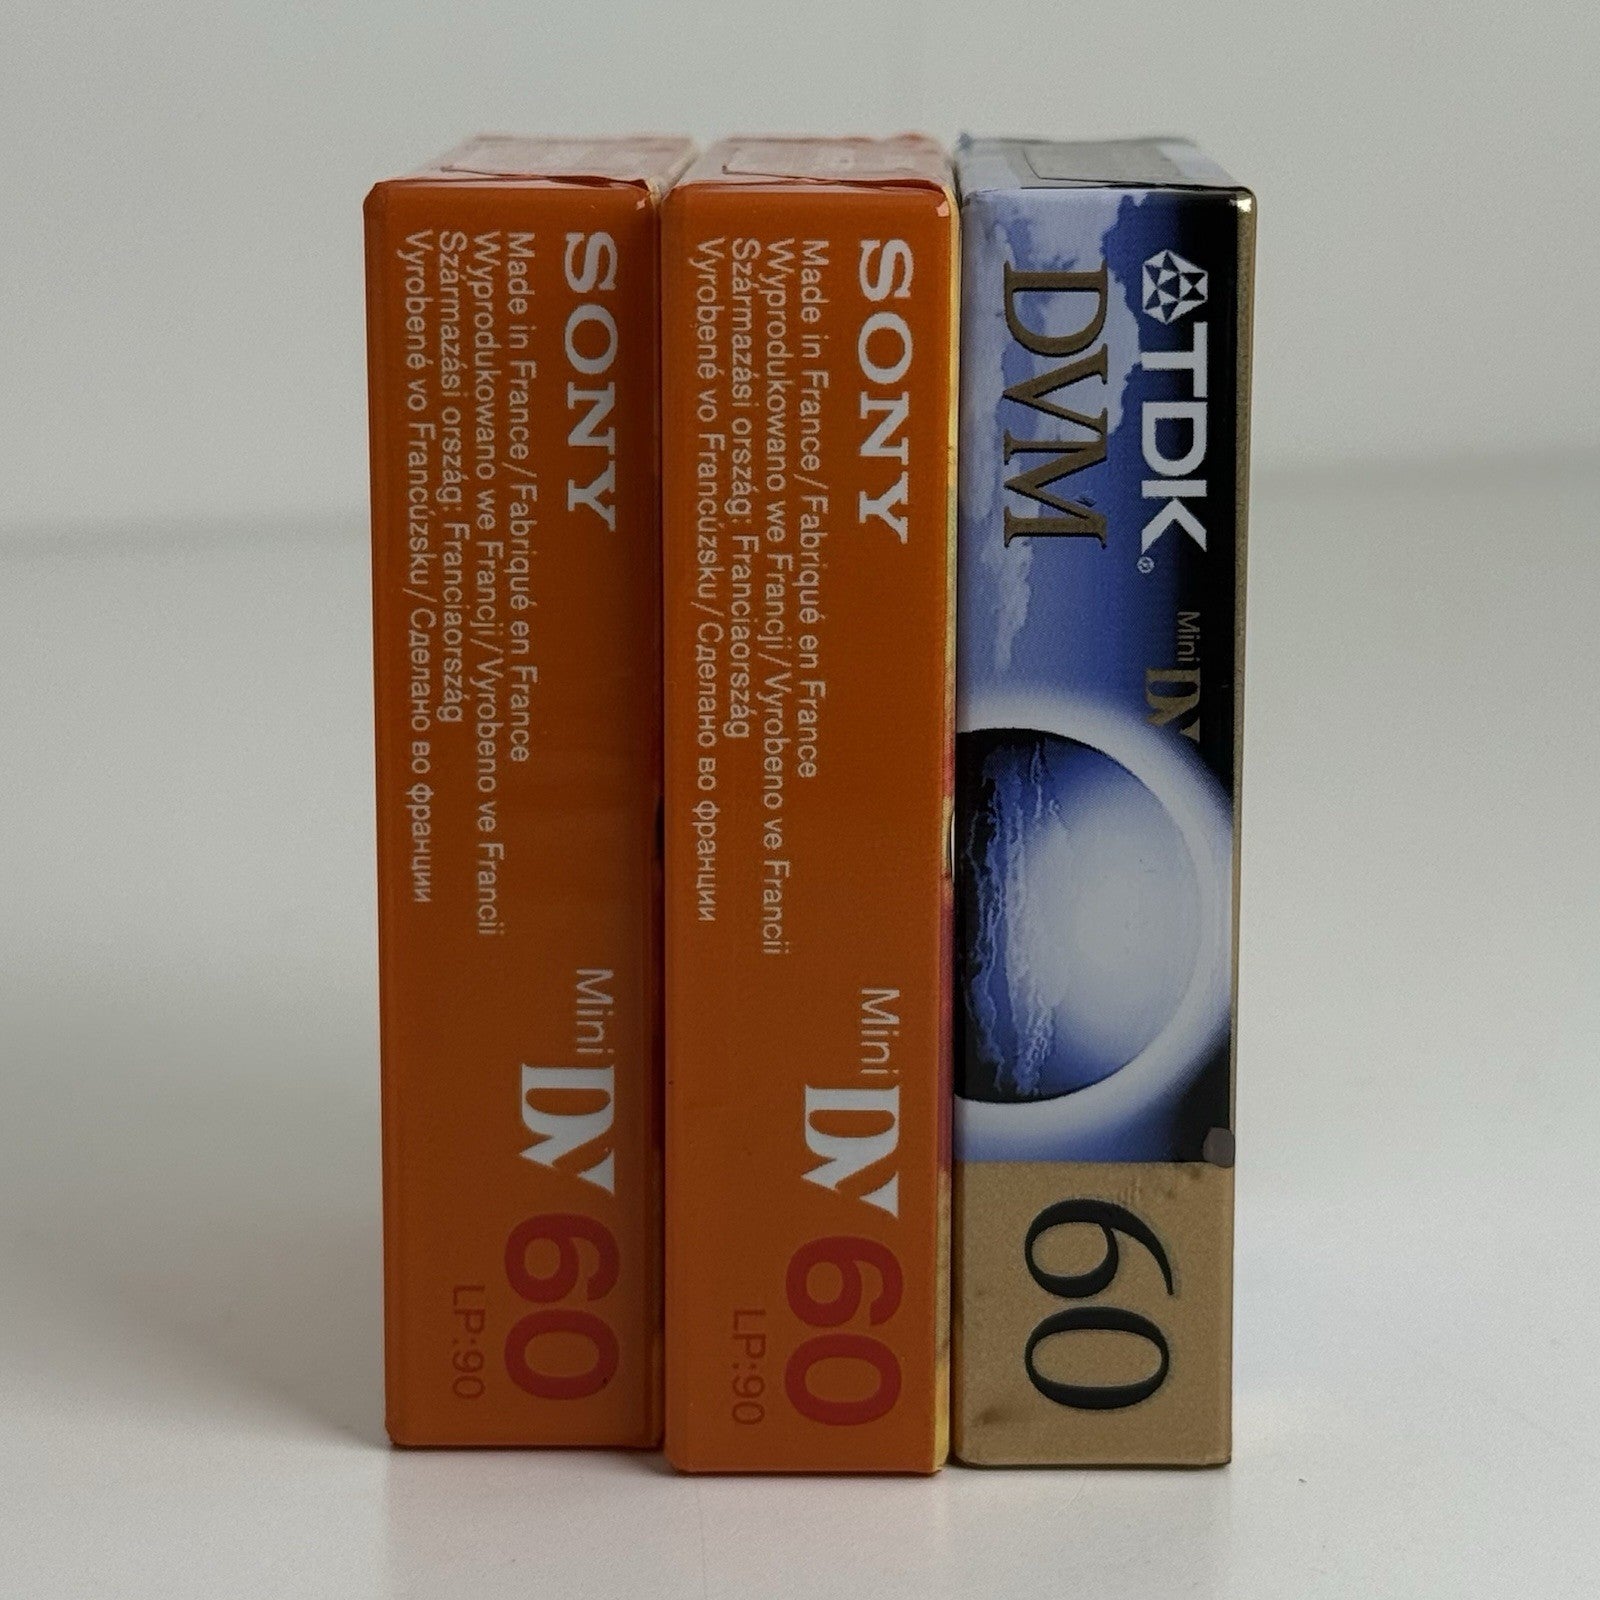 SONY
Made in France/Fabriqué en France
Wyprodukowano we Francji/Vyrobeno ve Francii
Származási ország: Franciaország
Vyrobené vo Francúzsku/Сделано во франции
Mini DV 60
LP:90
SONY
Made in France/Fabriqué en France
Wyprodukowano we Francji/Vyrobeno ve Francii
Származási ország: Franciaország
Vyrobené vo Francúzsku/Сделано во франции
Mini DV 60
LP:90
TDK® Mini DV
DVM
60